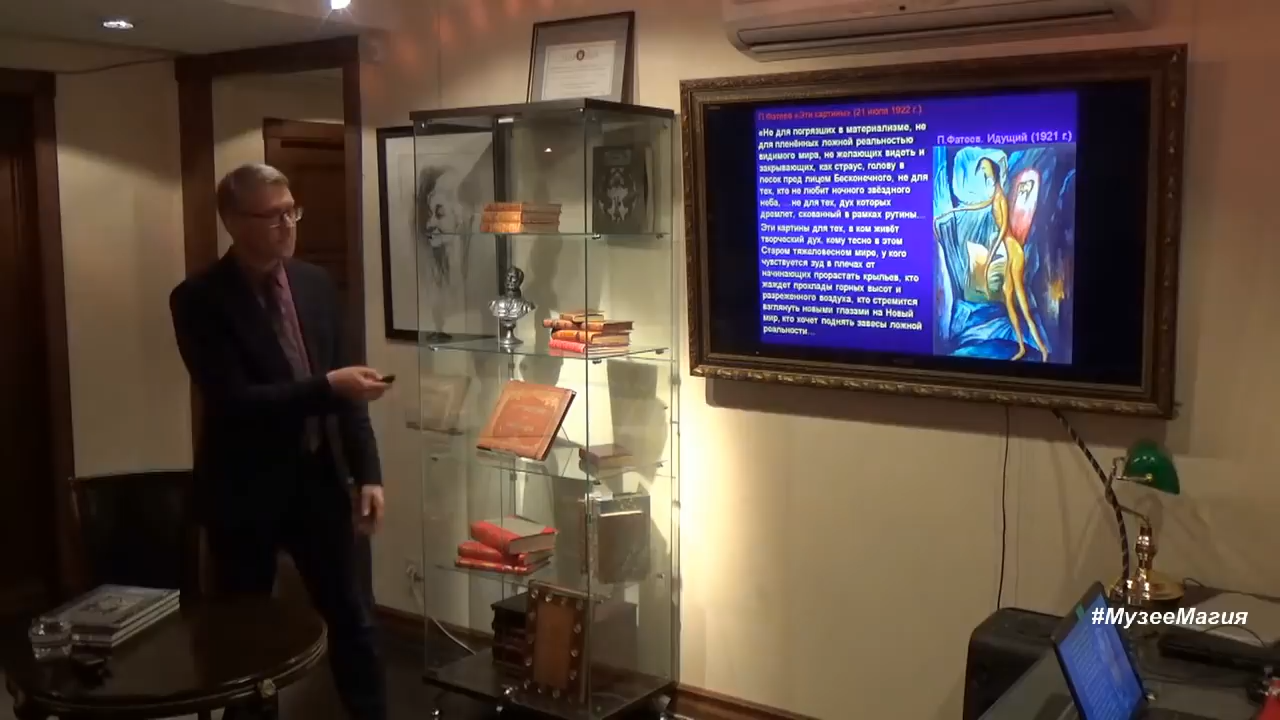 П.Фатеев «Эти картины» (21 июля 1922 г.)
«Не для погрязших в материализме, не
для пленённых ложной реальностью
видимого мира, не желающих видеть и
закрывающих, как страус, голову в
песок пред лицом Бесконечного, не для
тех, кто не любит ночного звёздного
неба, ... не для тех, дух которых
дремлет, скованный в рамках рутины...
Эти картины для тех, в ком живёт
творческий дух, кому тесно в этом
Старом тяжеловесном мире, у кого
чувствуется зуд в плечах от
начинающих прорастать крыльев, кто
жаждет прохлады горных высот и
разреженного воздуха, кто стремится
взглянуть новыми глазами на Новый
мир, кто хочет поднять завесы ложной
реальности...
П.Фатеев. Идущий (1921 г.)
#МузееМагия